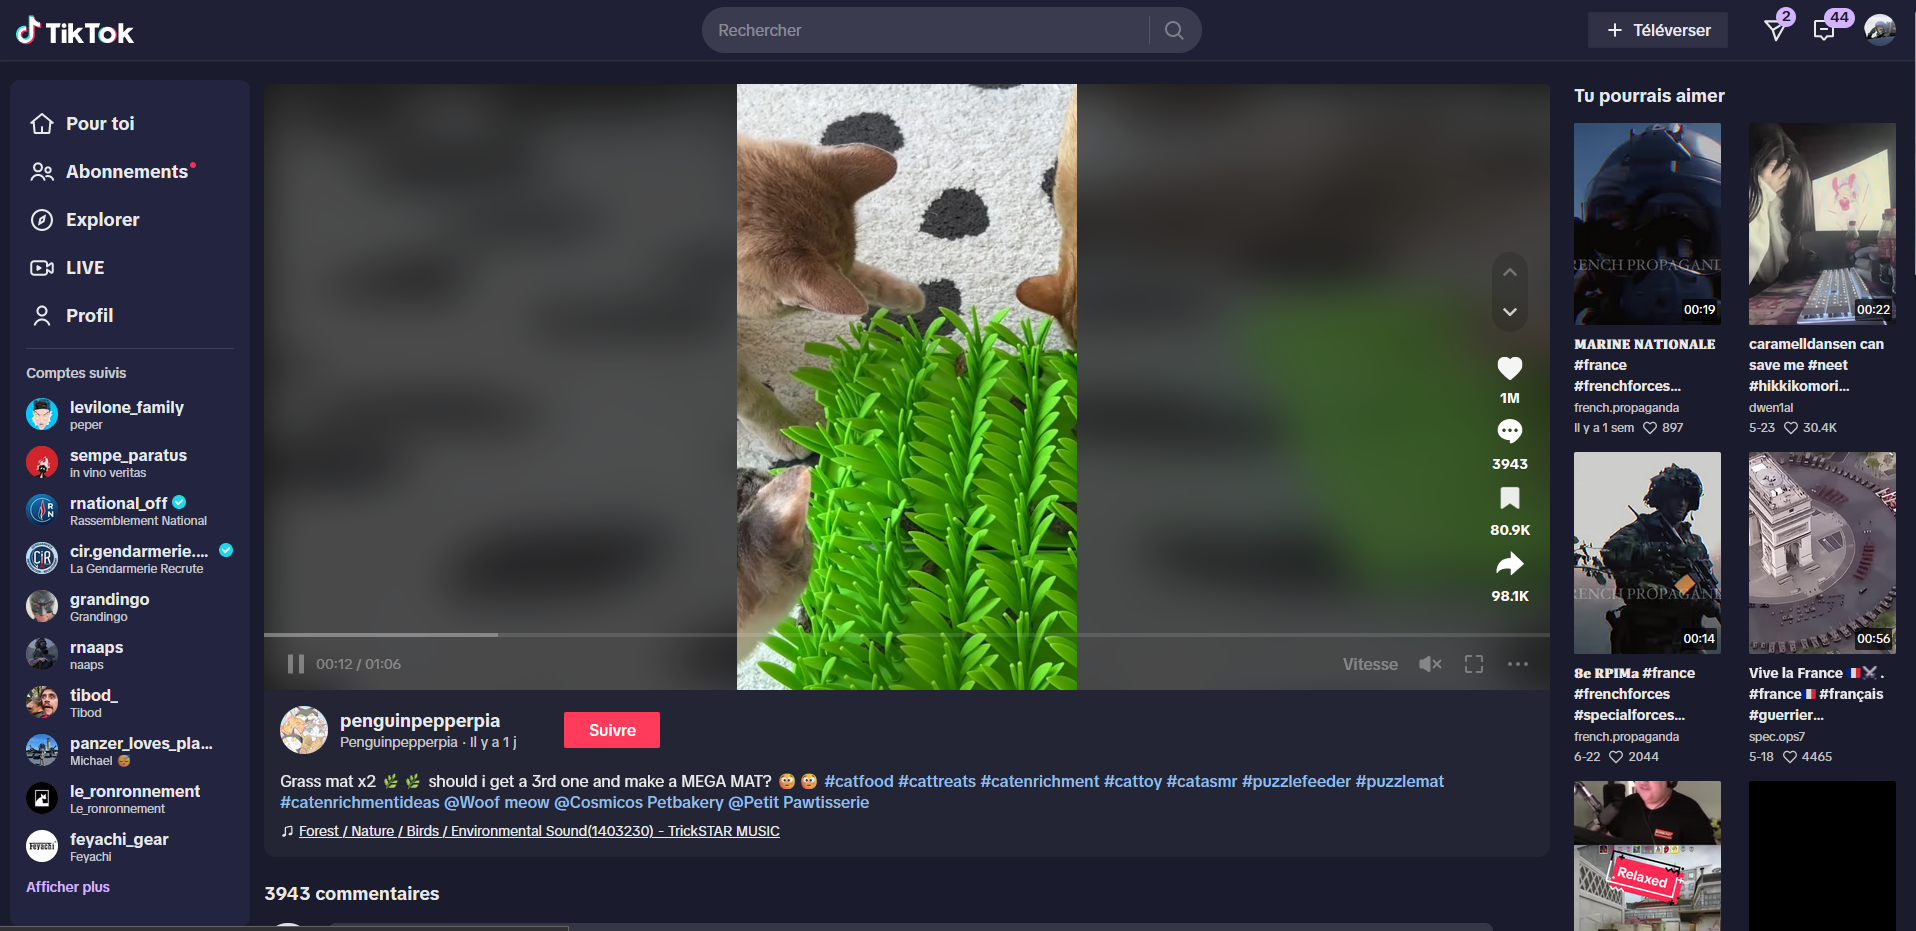 TikTok
Rechercher
Téléverser
2
44
Pour toi
Abonnements
Explorer
LIVE
Profil
Comptes suivis
levilone_family
peper
sempe_paratus
in vino veritas
rnational_off
Rassemblement National
cir.gendarmerie....
La Gendarmerie Recrute
grandingo
Grandingo
rnaaps
naaps
tibod_
Tibod
panzer_loves_pla...
Michael 😴
le_ronronnement
Le_ronronnement
feyachi_gear
Feyachi
Afficher plus
1M
3943
80.9K
98.1K
00:12 / 01:06
Vitesse
penguinpepperpia
Penguinpepperpia · Il y a 1 j
Suivre
Grass mat x2 🌿 🌿 should i get a 3rd one and make a MEGA MAT? 🥵 🥵 #catfood #cattreats #catenrichment #cattoy #catasmr #puzzlefeeder #puzzlemat
#catenrichmentideas @Woof meow @Cosmicos Petbakery @Petit Pawtisserie
Forest / Nature / Birds / Environmental Sound(1403230) - TrickSTAR MUSIC
3943 commentaires
Tu pourrais aimer
RENCH PROPAGAND
00:19
MARINE NATIONALE
#france
#frenchforces...
french.propaganda
Il y a 1 sem 897
00:22
caramelldansen can
save me #neet
#hikkikomori...
dwen1al
5-23 30.4K
RENCH PROPAGAN
00:14
8e RPIMa #france
#frenchforces
#specialforces...
french.propaganda
6-22 2044
00:56
Vive la France 🇫🇷⚔️ .
#france🇫🇷 #français
#guerrier...
spec.ops7
5-18 4465
Relaxed